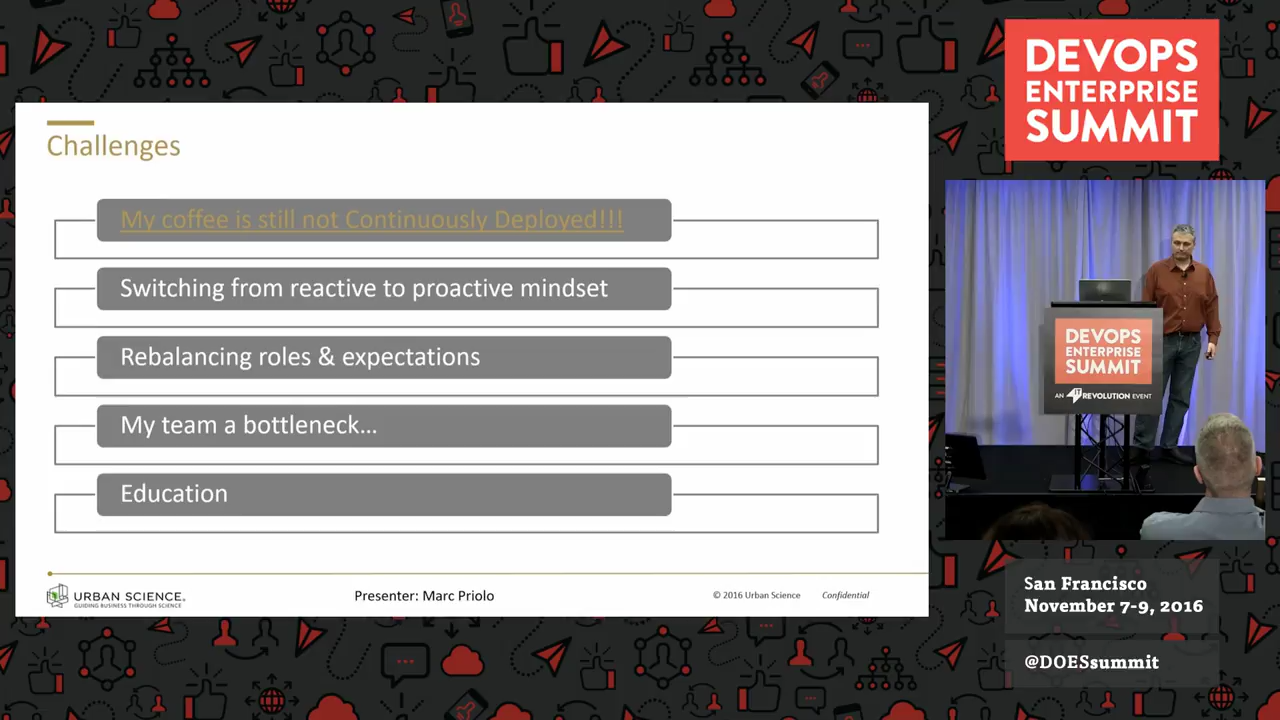 Challenges
My coffee is still not Continuously Deployed!!!
Switching from reactive to proactive mindset
Rebalancing roles & expectations
My team a bottleneck...
Education
URBAN SCIENCE
GUIDING BUSINESS THROUGH SCIENCE
Presenter: Marc Priolo
© 2016 Urban Science
Confidential
DEVOPS
ENTERPRISE
SUMMIT
DEVOPS
ENTERPRISE
SUMMIT
AN IT REVOLUTION EVENT
San Francisco
November 7-9, 2016
@DOESsummit